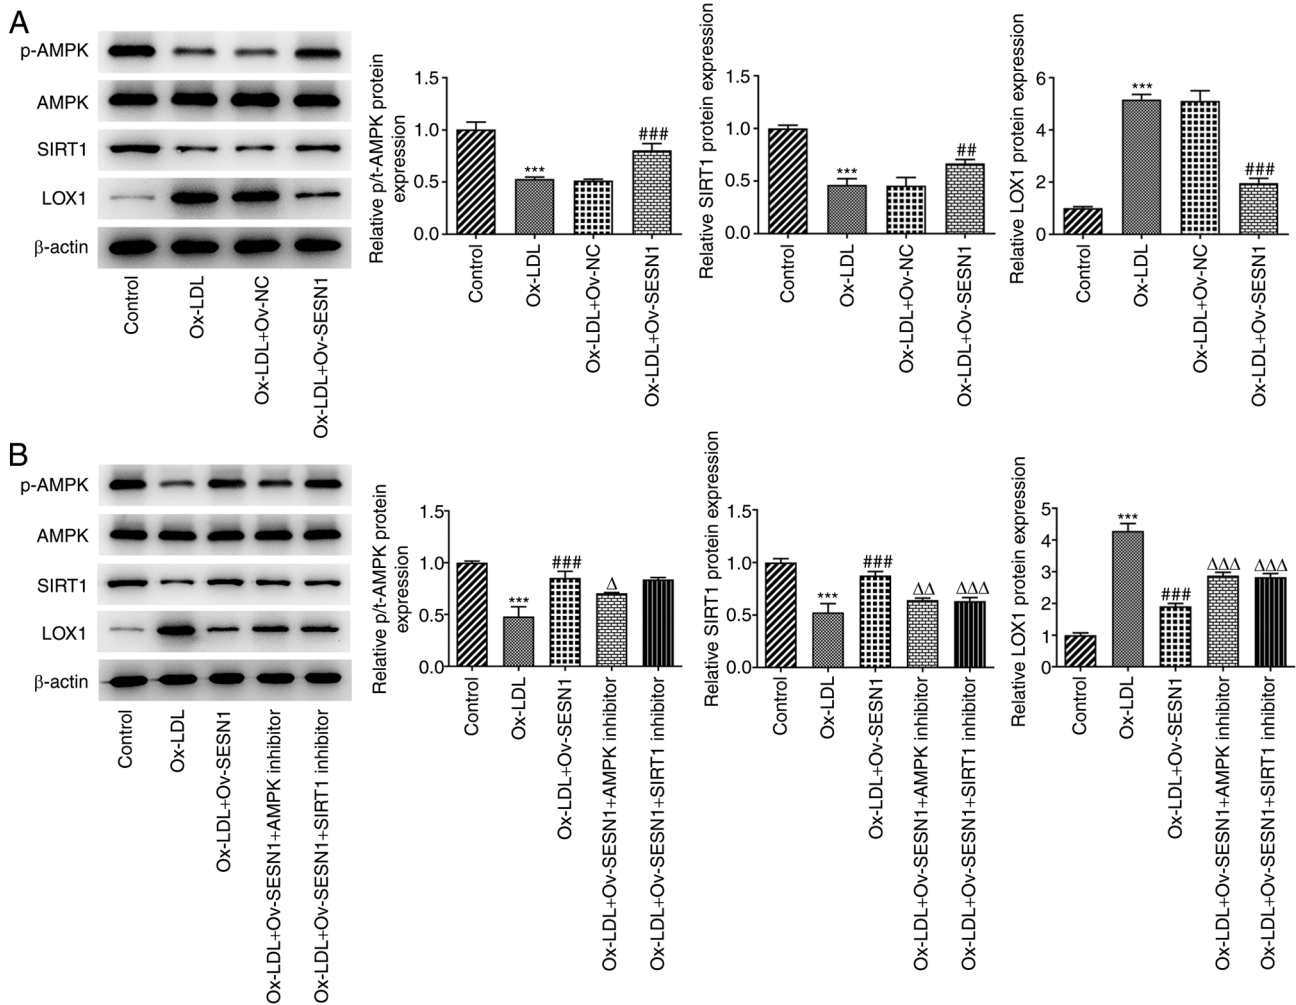 A
p-AMPK
AMPK
SIRT1
LOX1
β-actin
Control
Ox-LDL
Ox-LDL+Ov-NC
Ox-LDL+Ov-SESN1
Relative p/t-AMPK protein
expression
1.5
1.0
0.5
0.0
***
###
Control
Ox-LDL
Ox-LDL+Ov-NC
Ox-LDL+Ov-SESN1
Relative SIRT1 protein expression
1.5
1.0
0.5
0.0
***
##
Control
Ox-LDL
Ox-LDL+Ov-NC
Ox-LDL+Ov-SESN1
Relative LOX1 protein expression
6
4
2
0
***
###
Control
Ox-LDL
Ox-LDL+Ov-NC
Ox-LDL+Ov-SESN1
B
p-AMPK
AMPK
SIRT1
LOX1
β-actin
Control
Ox-LDL
Ox-LDL+Ov-SESN1
Ox-LDL+Ov-SESN1+AMPK inhibitor
Ox-LDL+Ov-SESN1+SIRT1 inhibitor
Relative p/t-AMPK protein
expression
1.5
1.0
0.5
0.0
***
###
Δ
Control
Ox-LDL
Ox-LDL+Ov-SESN1
Ox-LDL+Ov-SESN1+AMPK inhibitor
Ox-LDL+Ov-SESN1+SIRT1 inhibitor
Relative SIRT1 protein expression
1.5
1.0
0.5
0.0
***
###
ΔΔ
ΔΔΔ
Control
Ox-LDL
Ox-LDL+Ov-SESN1
Ox-LDL+Ov-SESN1+AMPK inhibitor
Ox-LDL+Ov-SESN1+SIRT1 inhibitor
Relative LOX1 protein expression
5
4
3
2
1
0
***
###
ΔΔΔ
ΔΔΔ
Control
Ox-LDL
Ox-LDL+Ov-SESN1
Ox-LDL+Ov-SESN1+AMPK inhibitor
Ox-LDL+Ov-SESN1+SIRT1 inhibitor